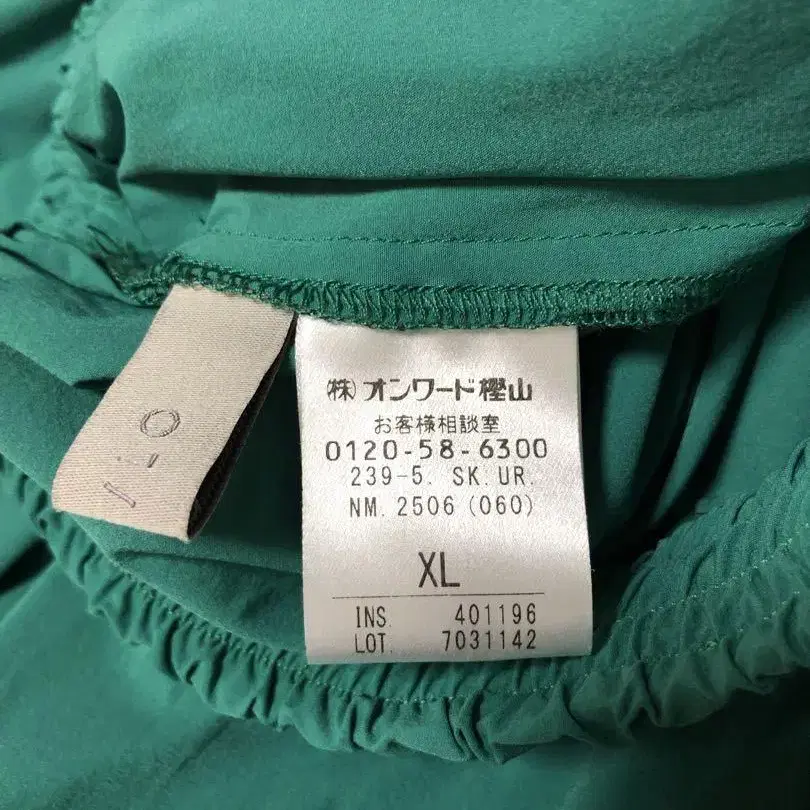 ㈱オンワード樫山
お客様相談室
0120-58-6300
239-5. SK.UR.
NM.2506(060)
XL
INS. 401196
LOT. 7031142